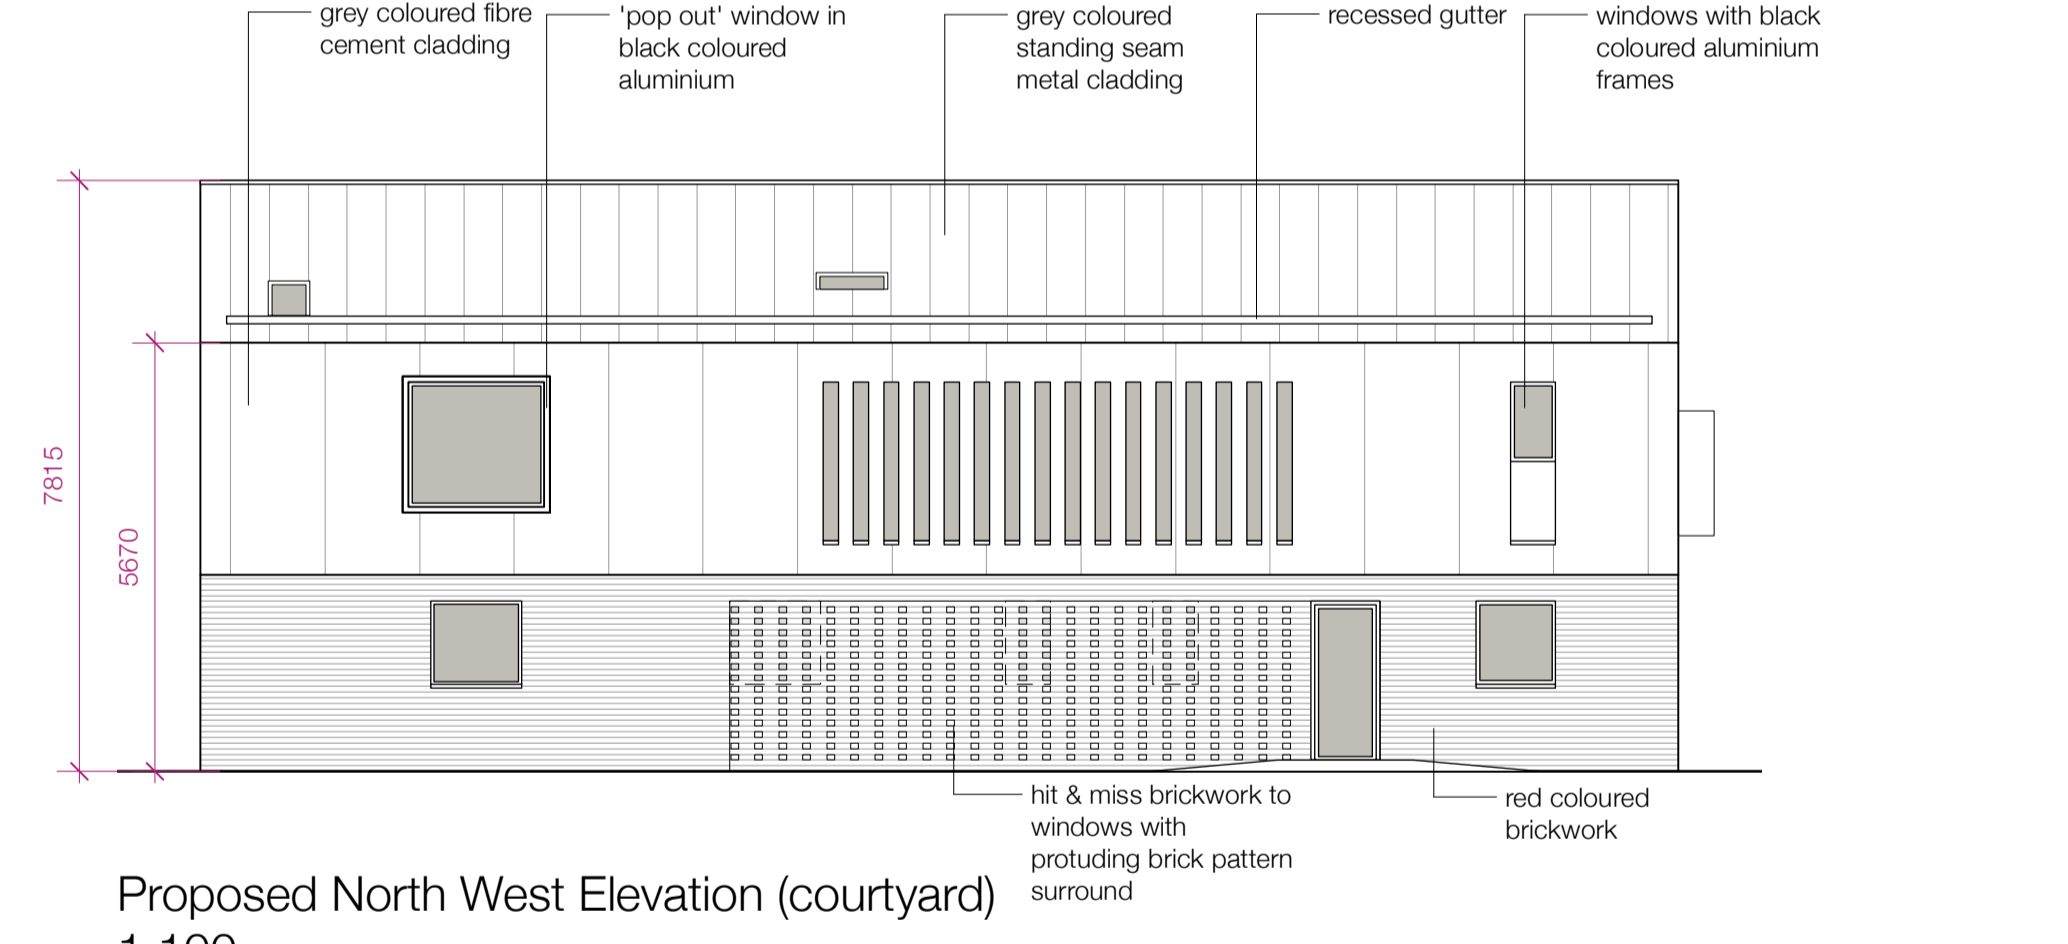 grey coloured fibre
cement cladding
'pop out' window in
black coloured
aluminium
grey coloured
standing seam
metal cladding
recessed gutter
windows with black
coloured aluminium
frames
7815
5670
hit & miss brickwork to
windows with
protuding brick pattern
surround
red coloured
brickwork
Proposed North West Elevation (courtyard)